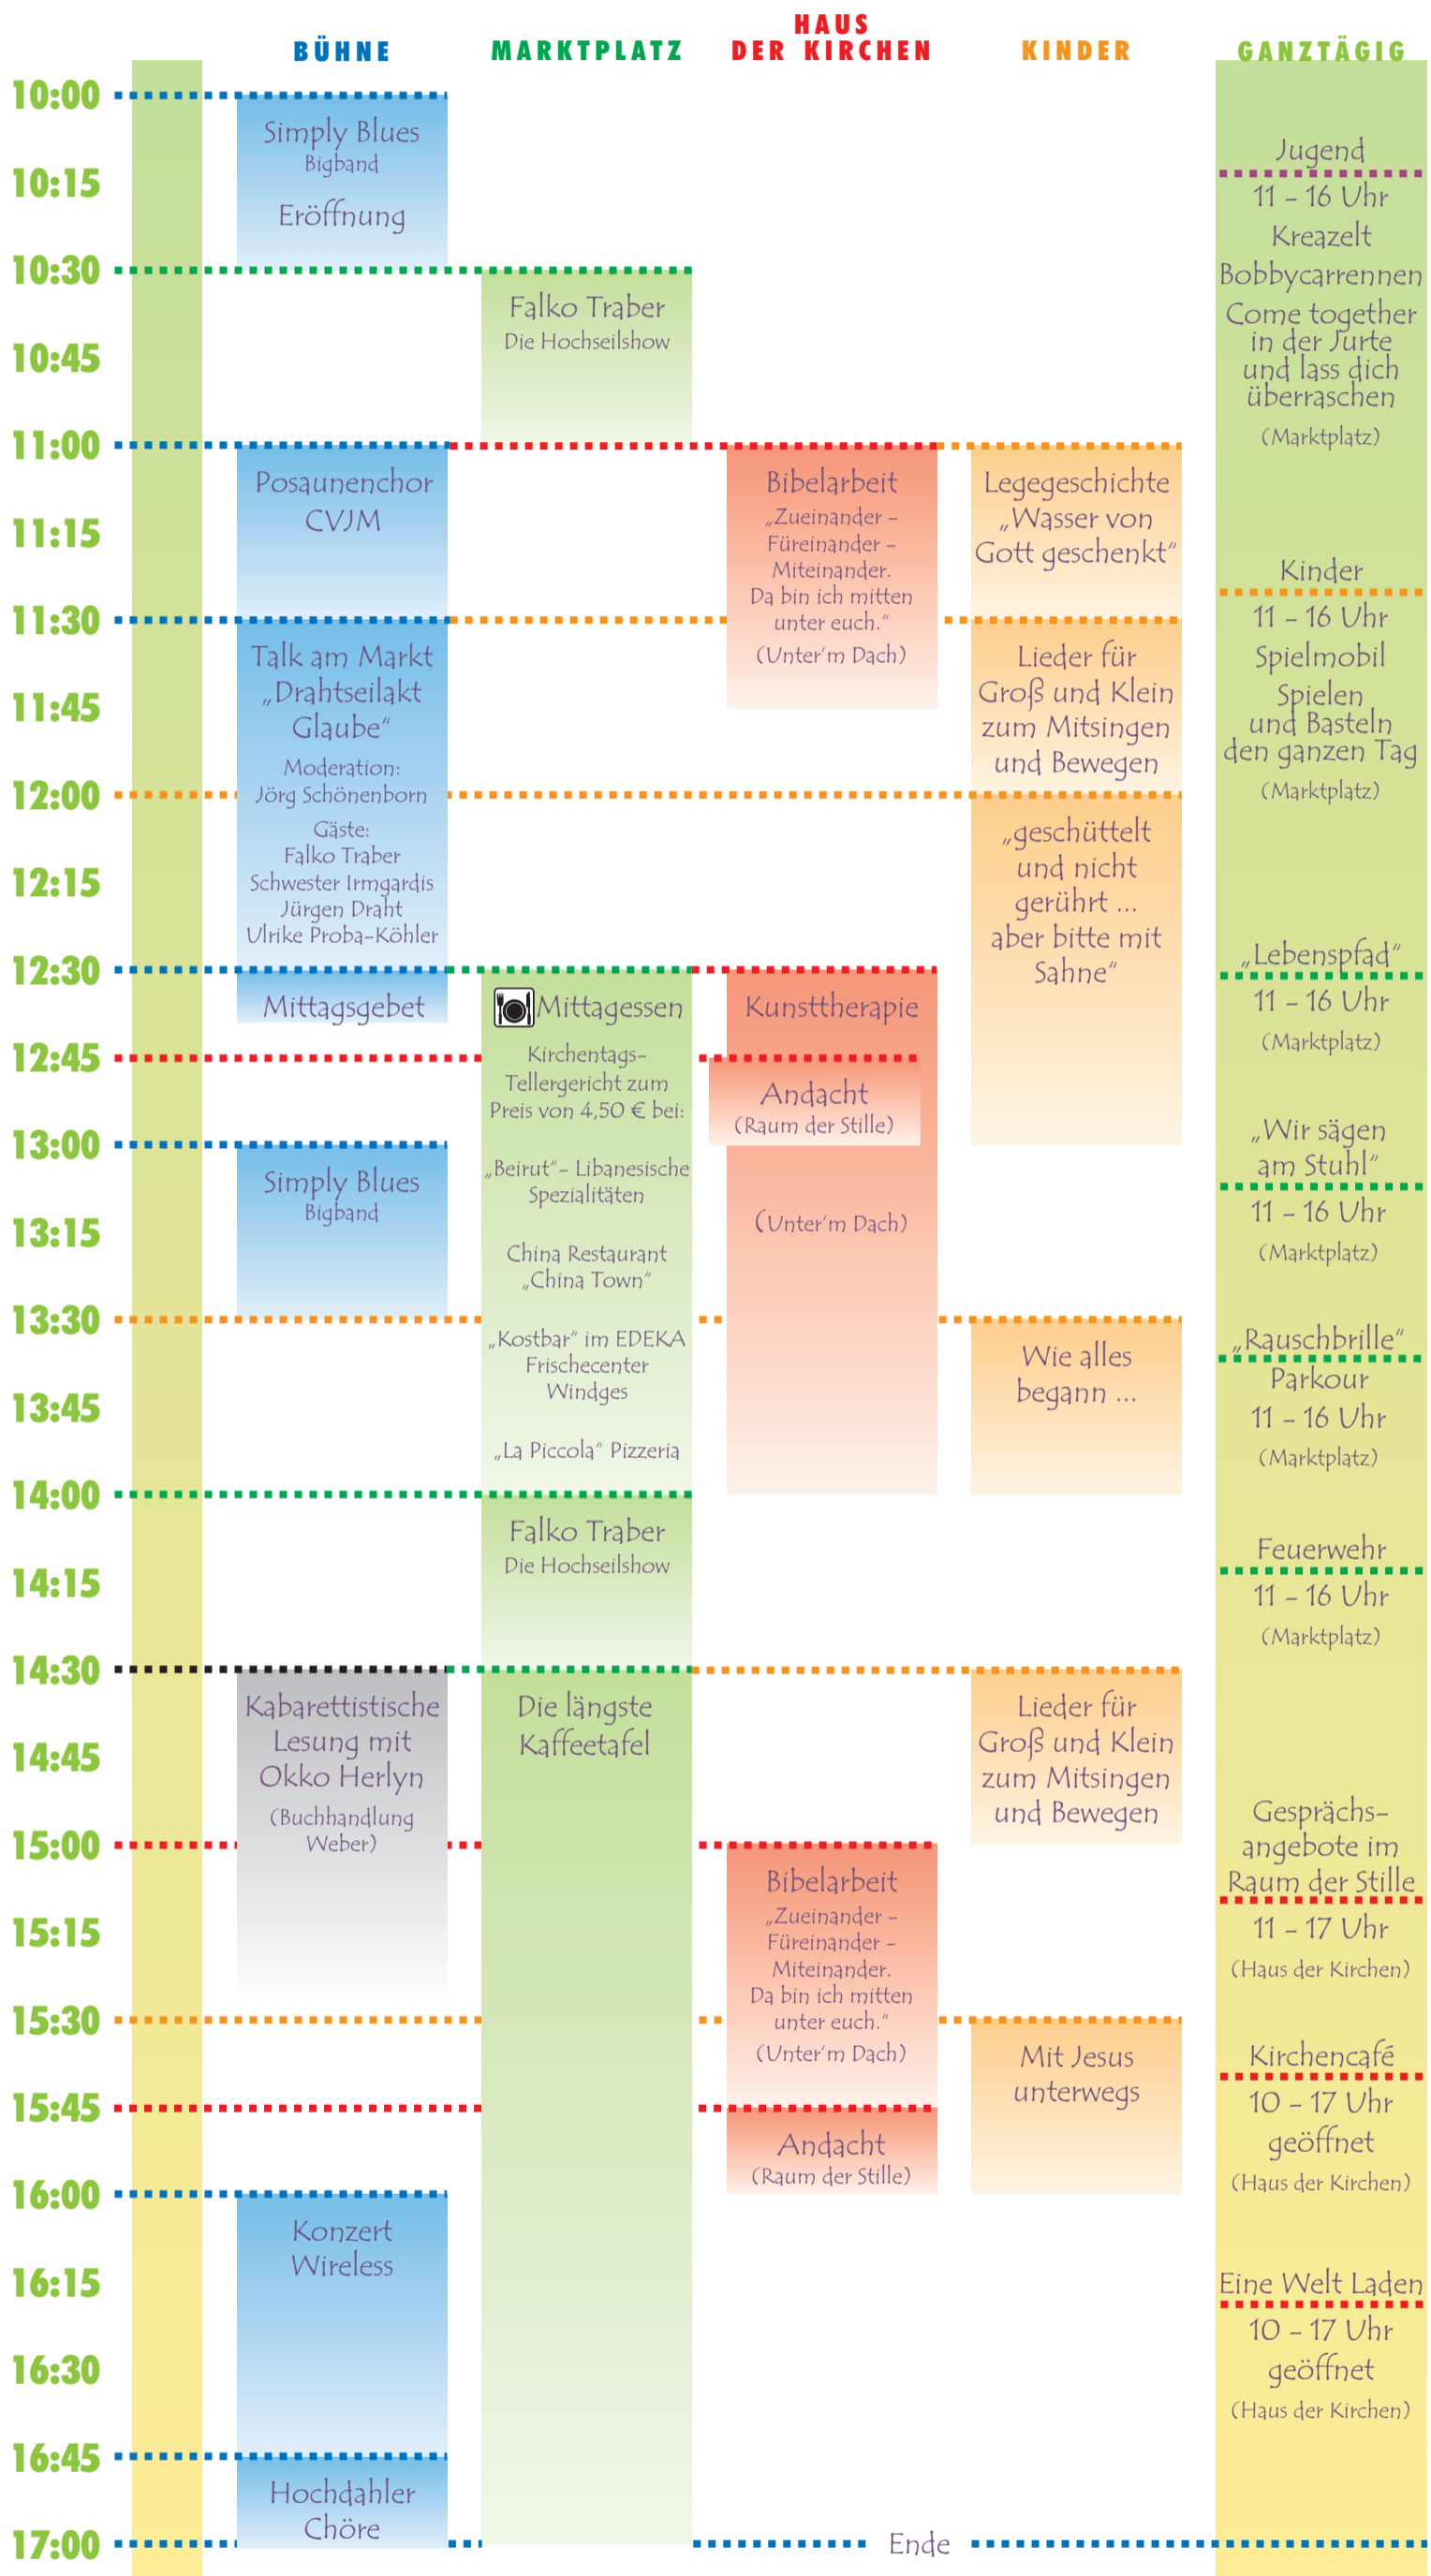 BÜHNE
MARKTPLATZ
HAUS
DER KIRCHEN
KINDER
GANZTÄGIG
10:00
10:15
10:30
10:45
11:00
11:15
11:30
11:45
12:00
12:15
12:30
12:45
13:00
13:15
13:30
13:45
14:00
14:15
14:30
14:45
15:00
15:15
15:30
15:45
16:00
16:15
16:30
16:45
17:00
Simply Blues
Bigband
Eröffnung
Posaunenchor
CVJM
Talk am Markt
„Drahtseilakt
Glaube“
Moderation:
Jörg Schönenborn
Gäste:
Falko Traber
Schwester Irmgardis
Jürgen Draht
Ulrike Proba-Köhler
Mittagsgebet
Simply Blues
Bigband
Kabarettistische
Lesung mit
Okko Herlyn
(Buchhandlung
Weber)
Konzert
Wireless
Hochdahler
Chöre
Falko Traber
Die Hochseilshow
Mittagessen
Kirchentags-
Tellergericht zum
Preis von 4,50 € bei:
„Beirut“- Libanesische
Spezialitäten
China Restaurant
„China Town“
„Kostbar“ im EDEKA
Frischecenter
Windges
„La Piccola“ Pizzeria
Falko Traber
Die Hochseilshow
Die längste
Kaffeetafel
Bibelarbeit
„Zueinander –
Füreinander –
Miteinander.
Da bin ich mitten
unter euch.“
(Unter’m Dach)
Kunsttherapie
Andacht
(Raum der Stille)
(Unter’m Dach)
Bibelarbeit
„Zueinander –
Füreinander –
Miteinander.
Da bin ich mitten
unter euch.“
(Unter’m Dach)
Andacht
(Raum der Stille)
Ende
Legegeschichte
„Wasser von
Gott geschenkt“
Lieder für
Groß und Klein
zum Mitsingen
und Bewegen
„geschüttelt
und nicht
gerührt ...
aber bitte mit
Sahne“
Wie alles
begann ...
Lieder für
Groß und Klein
zum Mitsingen
und Bewegen
Mit Jesus
unterwegs
Jugend
11 – 16 Uhr
Kreazelt
Bobbycarrennen
Come together
in der Jurte
und lass dich
überraschen
(Marktplatz)
Kinder
11 – 16 Uhr
Spielmobil
Spielen
und Basteln
den ganzen Tag
(Marktplatz)
„Lebenspfad“
11 – 16 Uhr
(Marktplatz)
„Wir sägen
am Stuhl“
11 – 16 Uhr
(Marktplatz)
„Rauschbrille“
Parkour
11 – 16 Uhr
(Marktplatz)
Feuerwehr
11 – 16 Uhr
(Marktplatz)
Gesprächs-
angebote im
Raum der Stille
11 – 17 Uhr
(Haus der Kirchen)
Kirchencafé
10 – 17 Uhr
geöffnet
(Haus der Kirchen)
Eine Welt Laden
10 – 17 Uhr
geöffnet
(Haus der Kirchen)